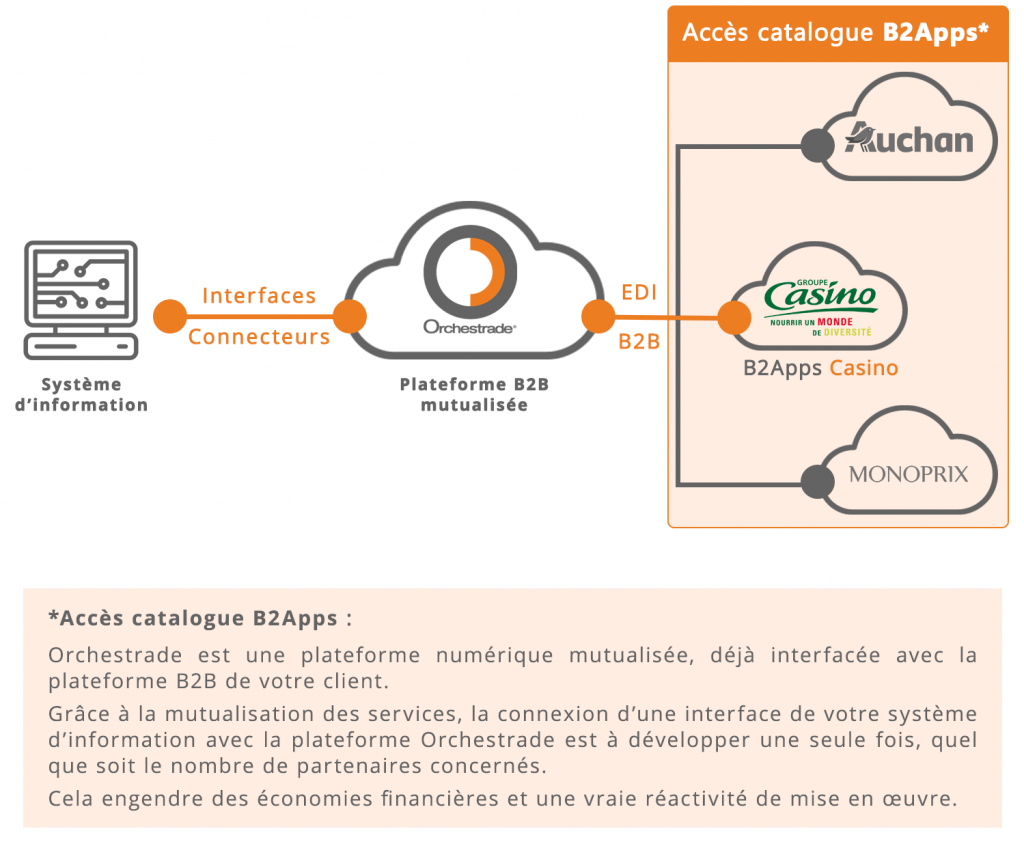 Accès catalogue B2Apps*
Auchan
Interfaces
Connecteurs
Orchestrade®
EDI
B2B
GROUPE
Casino
NOURRIR UN MONDE
DE DIVERSITÉ
B2Apps Casino
Système
d’information
Plateforme B2B
mutualisée
MONOPRIX
*Accès catalogue B2Apps :
Orchestrade est une plateforme numérique mutualisée, déjà interfacée avec la
plateforme B2B de votre client.
Grâce à la mutualisation des services, la connexion d’une interface de votre système
d’information avec la plateforme Orchestrade est à développer une seule fois, quel
que soit le nombre de partenaires concernés.
Cela engendre des économies financières et une vraie réactivité de mise en œuvre.